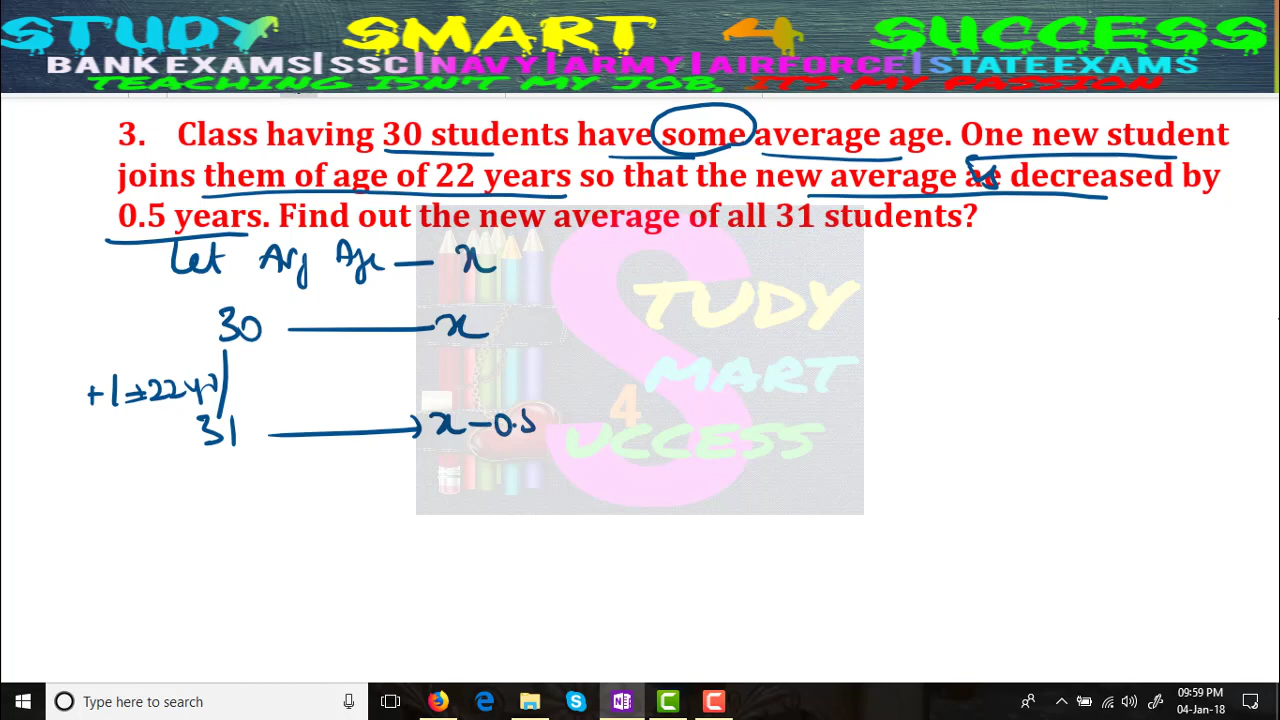 STUDY SMART 4 SUCCESS
BANK EXAMS|SSC|NAVY|ARMY|AIRFORCE|STATE EXAMS
TEACHING ISN'T MY JOB, IT'S MY PASSION
3. Class having 30 students have some average age. One new student
joins them of age of 22 years so that the new average is decreased by
0.5 years. Find out the new average of all 31 students?
Let Avg Age — x
30 — x
+1 ⇒ 22 yr
31 → x – 0.5
STUDY
SMART
4
SUCCESS
Type here to search
09:59 PM
04-Jan-18